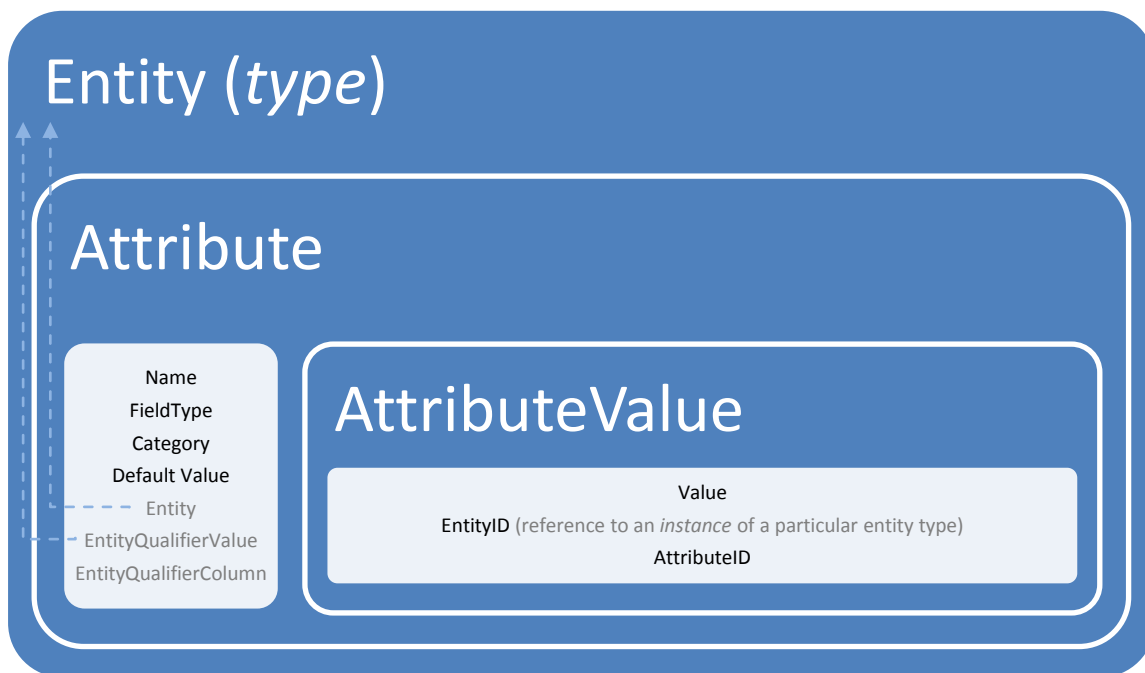 Entity (type)
Attribute
Name
FieldType
Category
Default Value
Entity
EntityQualifierValue
EntityQualifierColumn
AttributeValue
Value
EntityID (reference to an instance of a particular entity type)
AttributeID